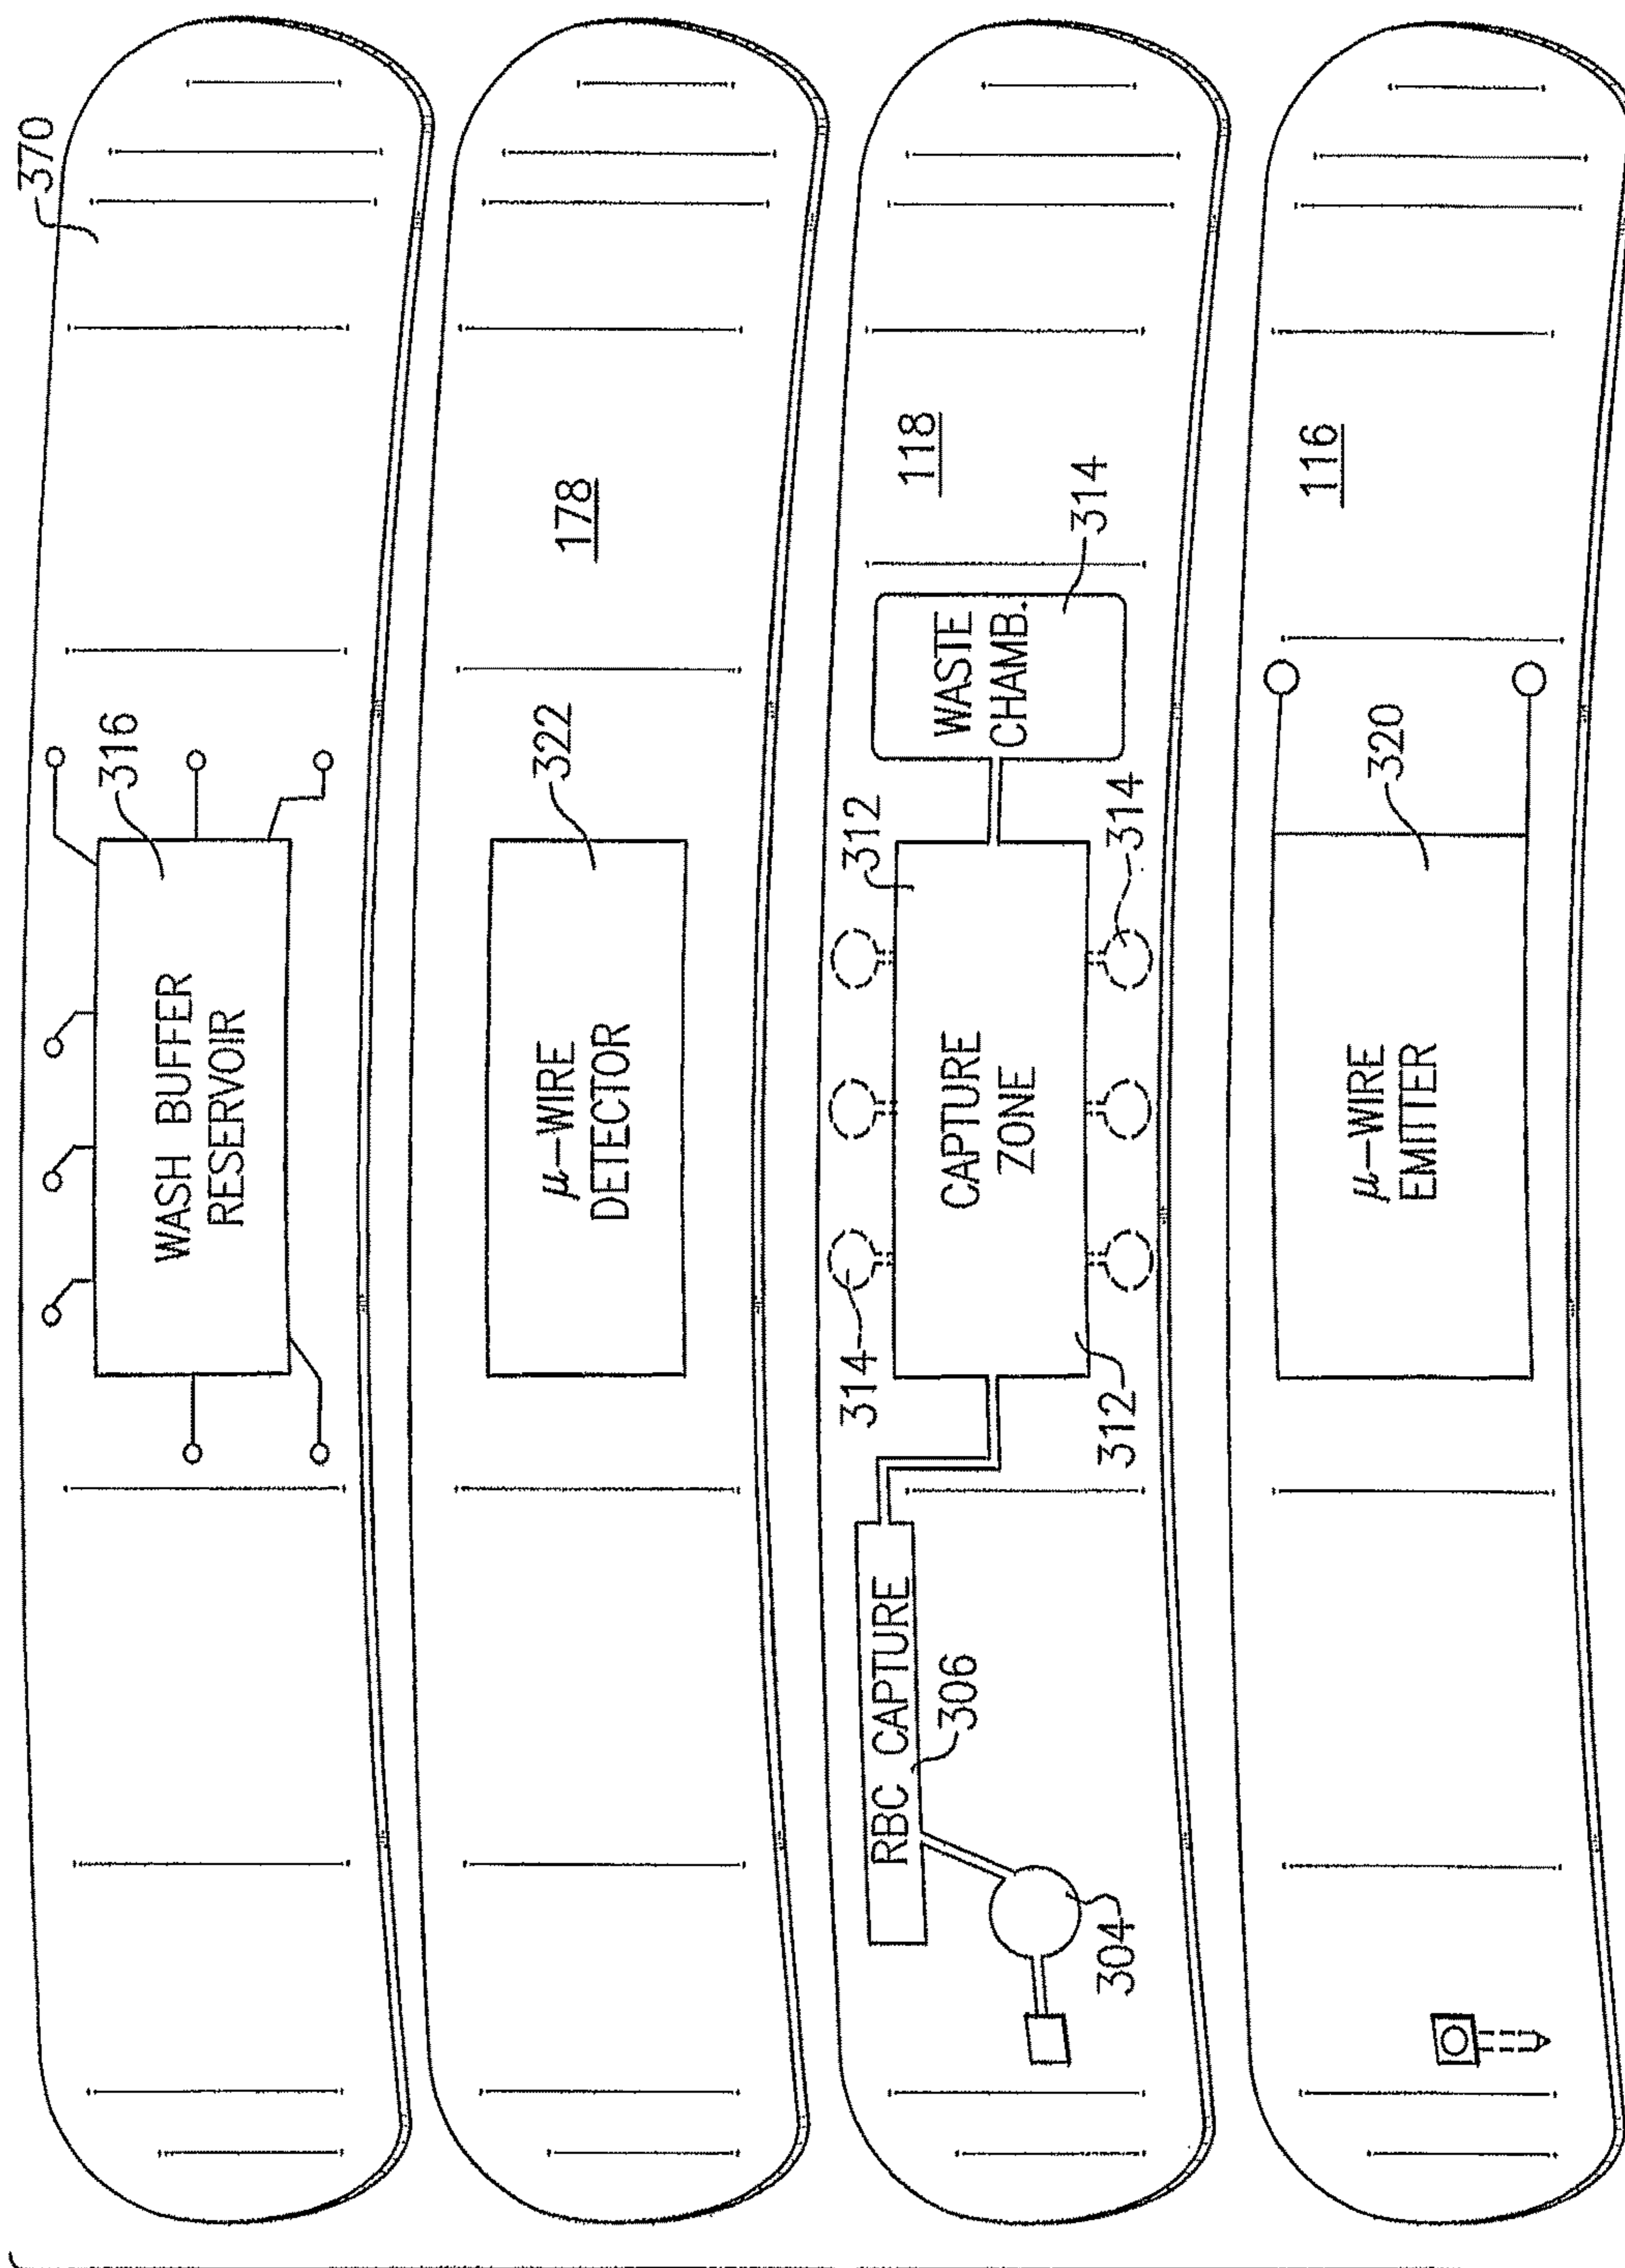 370
316
WASH BUFFER
RESERVOIR
178
322
μ-WIRE
DETECTOR
118
314
WASTE
CHAMB.
312
314
CAPTURE
ZONE
314
312
RBC CAPTURE
306
304
116
320
μ-WIRE
EMITTER